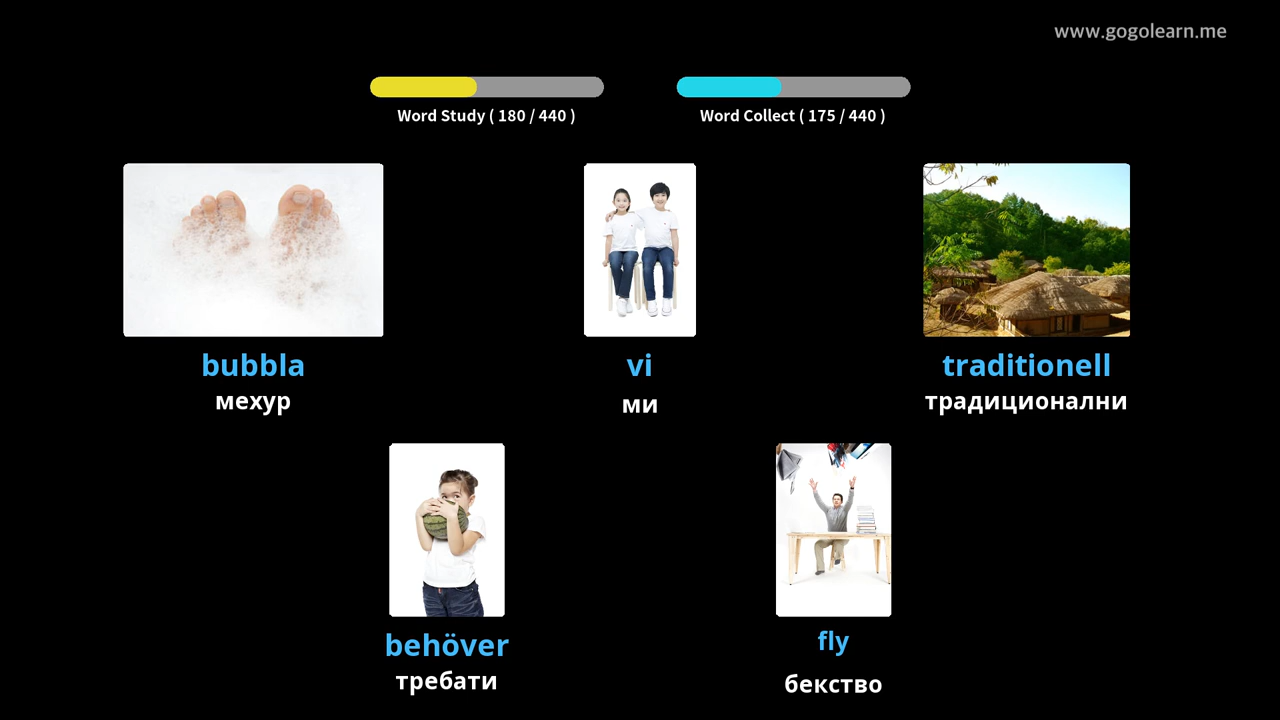 www.gogolearn.me
Word Study ( 180 / 440 )
Word Collect ( 175 / 440 )
bubbla
мехур
vi
ми
traditionell
традиционални
behöver
требати
fly
бекство